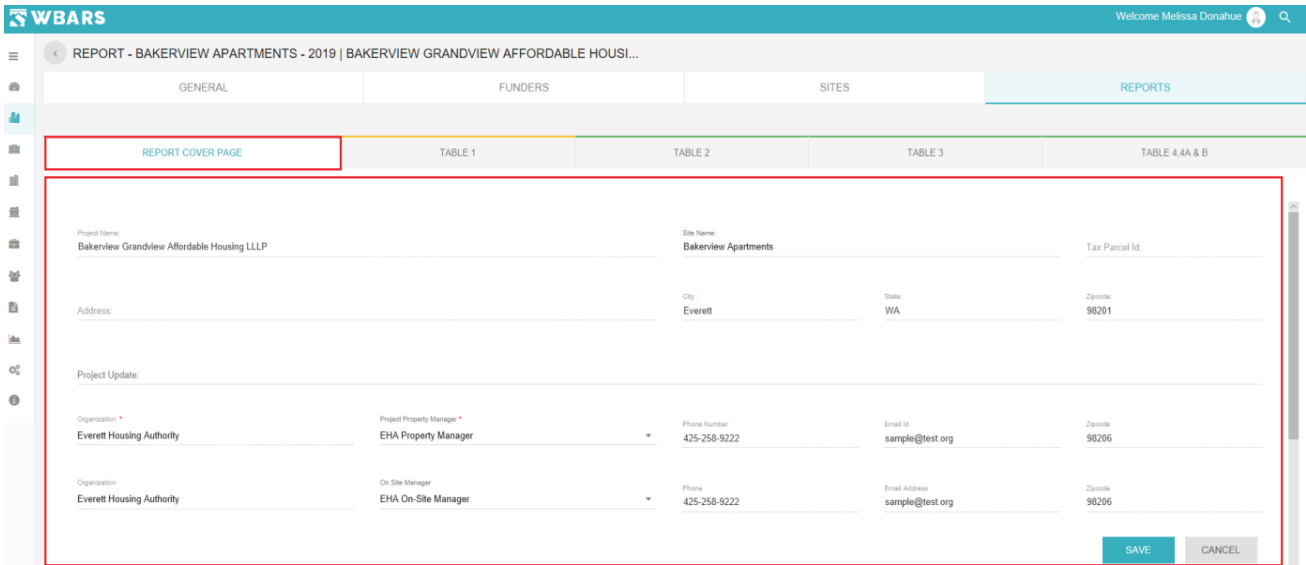 WBARS
Welcome Melissa Donahue
REPORT - BAKERVIEW APARTMENTS - 2019 | BAKERVIEW GRANDVIEW AFFORDABLE HOUSI...
GENERAL FUNDERS SITES REPORTS
REPORT COVER PAGE TABLE 1 TABLE 2 TABLE 3 TABLE 4,4A & B
Project Name: Site Name:
Bakerview Grandview Affordable Housing LLLP Bakerview Apartments Tax Parcel Id:
City : State: Zipcode:
Address: Everett WA 98201
Project Update:
Organization: * Project Property Manager * Phone Number Email Id Zipcode
Everett Housing Authority EHA Property Manager 425-258-9222 sample@test.org 98206
Organization: On Site Manager Phone Email Address Zipcode
Everett Housing Authority EHA On-Site Manager 425-258-9222 sample@test.org 98206
SAVE CANCEL